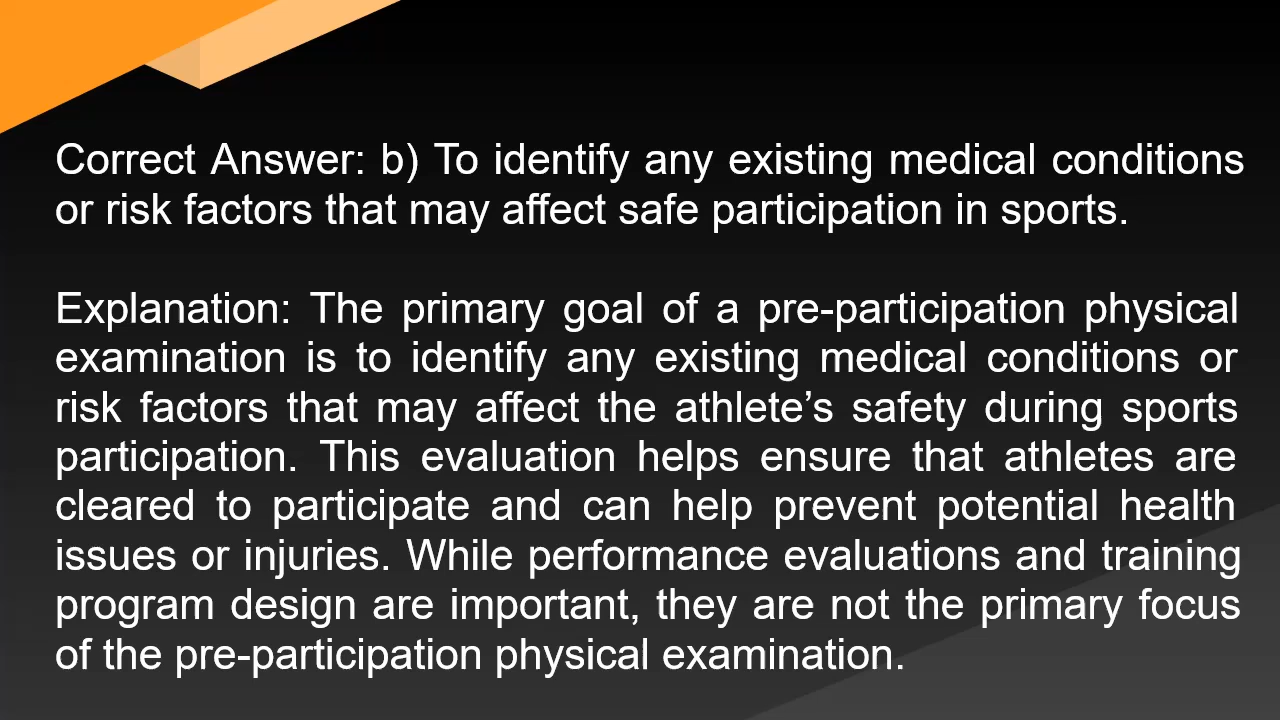 Correct Answer: b) To identify any existing medical conditions
or risk factors that may affect safe participation in sports.
Explanation: The primary goal of a pre-participation physical
examination is to identify any existing medical conditions or
risk factors that may affect the athlete’s safety during sports
participation. This evaluation helps ensure that athletes are
cleared to participate and can help prevent potential health
issues or injuries. While performance evaluations and training
program design are important, they are not the primary focus
of the pre-participation physical examination.